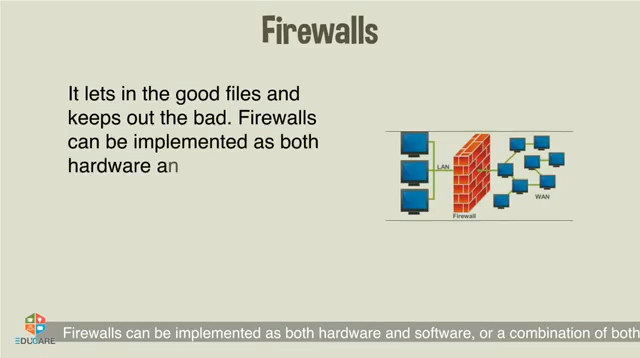 Firewalls
It lets in the good files and
keeps out the bad. Firewalls
can be implemented as both
hardware an
LAN
Firewall
WAN
EDUCARE
Firewalls can be implemented as both hardware and software, or a combination of both